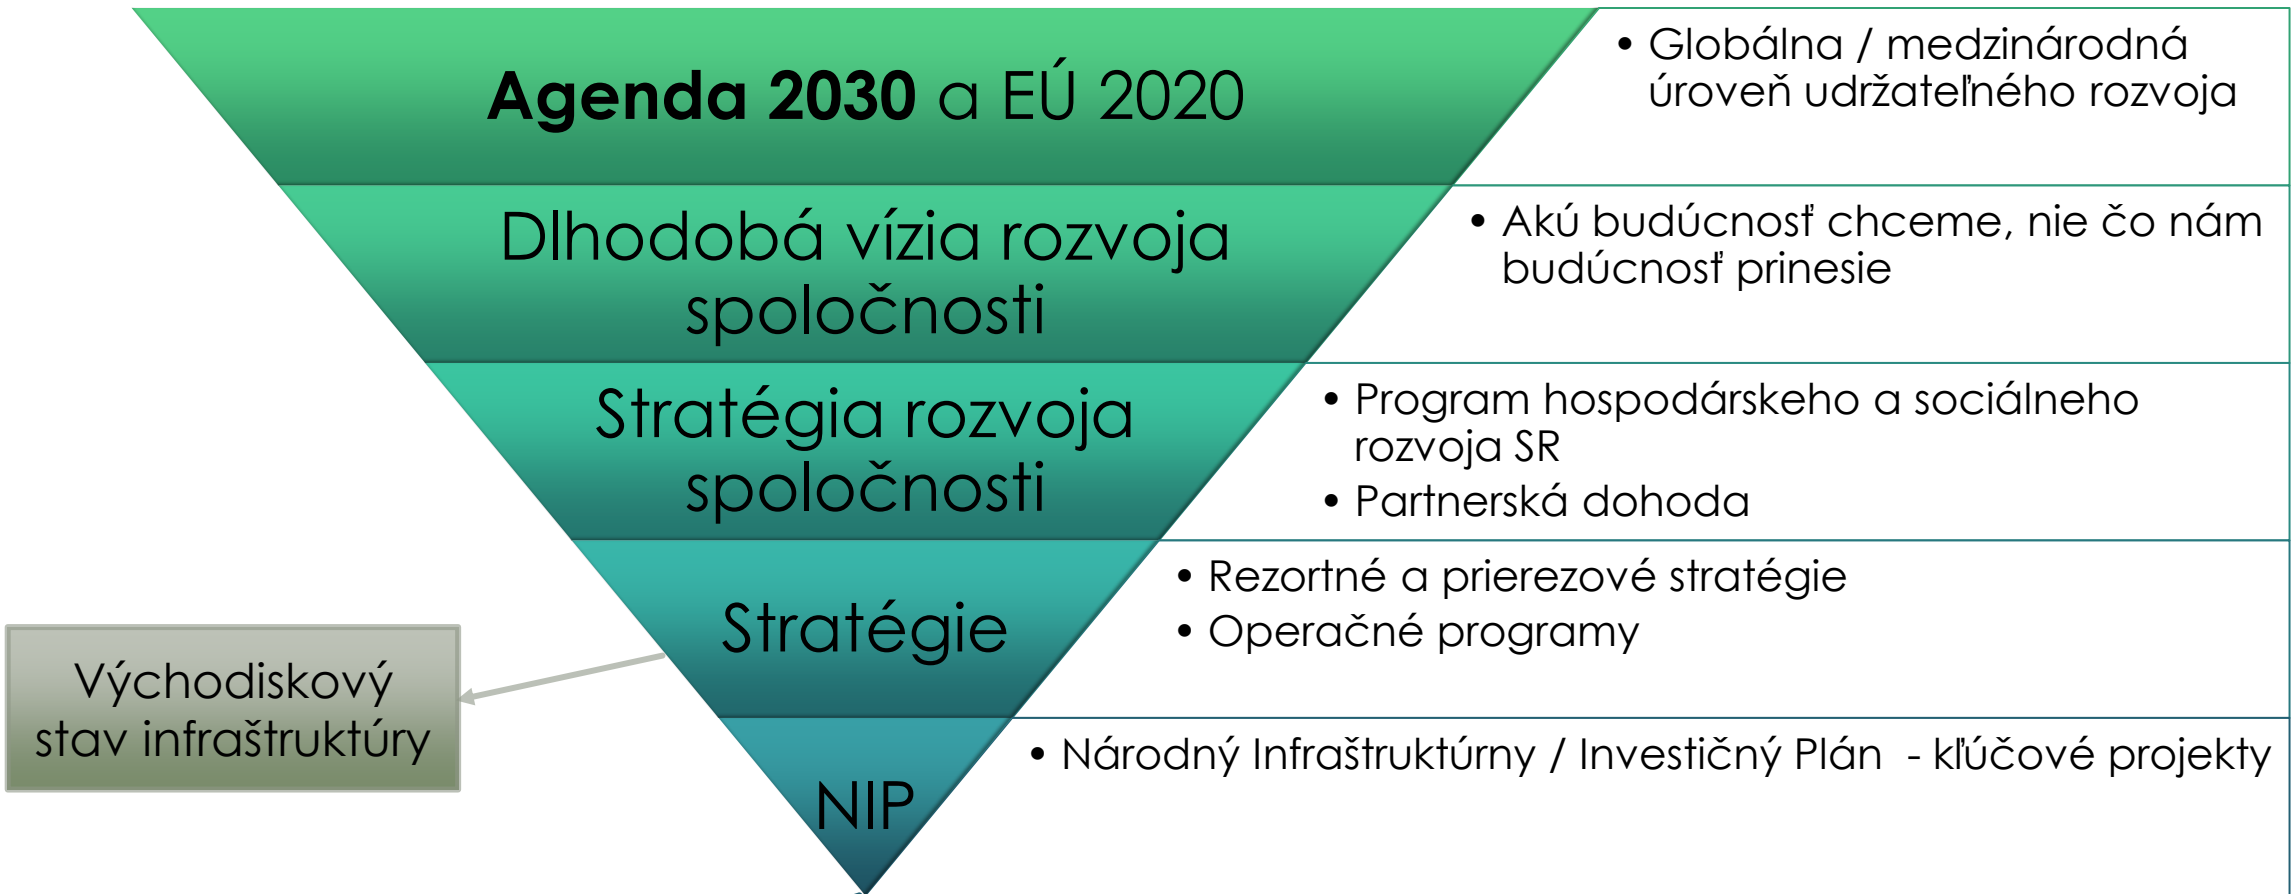 Agenda 2030 a EÚ 2020
• Globálna / medzinárodná
úroveň udržateľného rozvoja
Dlhodobá vízia rozvoja
spoločnosti
• Akú budúcnosť chceme, nie čo nám
budúcnosť prinesie
Stratégia rozvoja
spoločnosti
• Program hospodárskeho a sociálneho
rozvoja SR
• Partnerská dohoda
Stratégie
• Rezortné a prierezové stratégie
• Operačné programy
Východiskový
stav infraštruktúry
NIP
• Národný Infraštruktúrny / Investičný Plán - kľúčové projekty